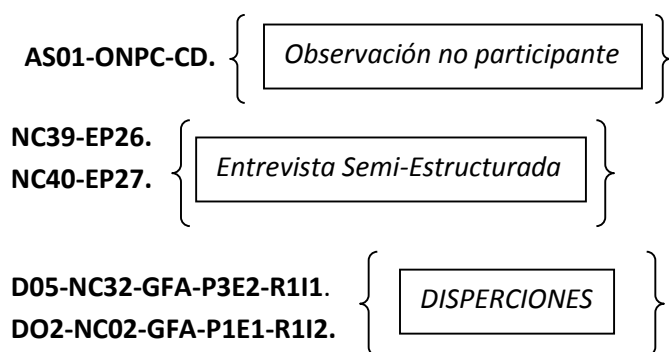 AS01-ONPC-CD. Observación no participante
NC39-EP26.
NC40-EP27. Entrevista Semi-Estructurada
D05-NC32-GFA-P3E2-R1I1.
DO2-NC02-GFA-P1E1-R1I2. DISPERCIONES